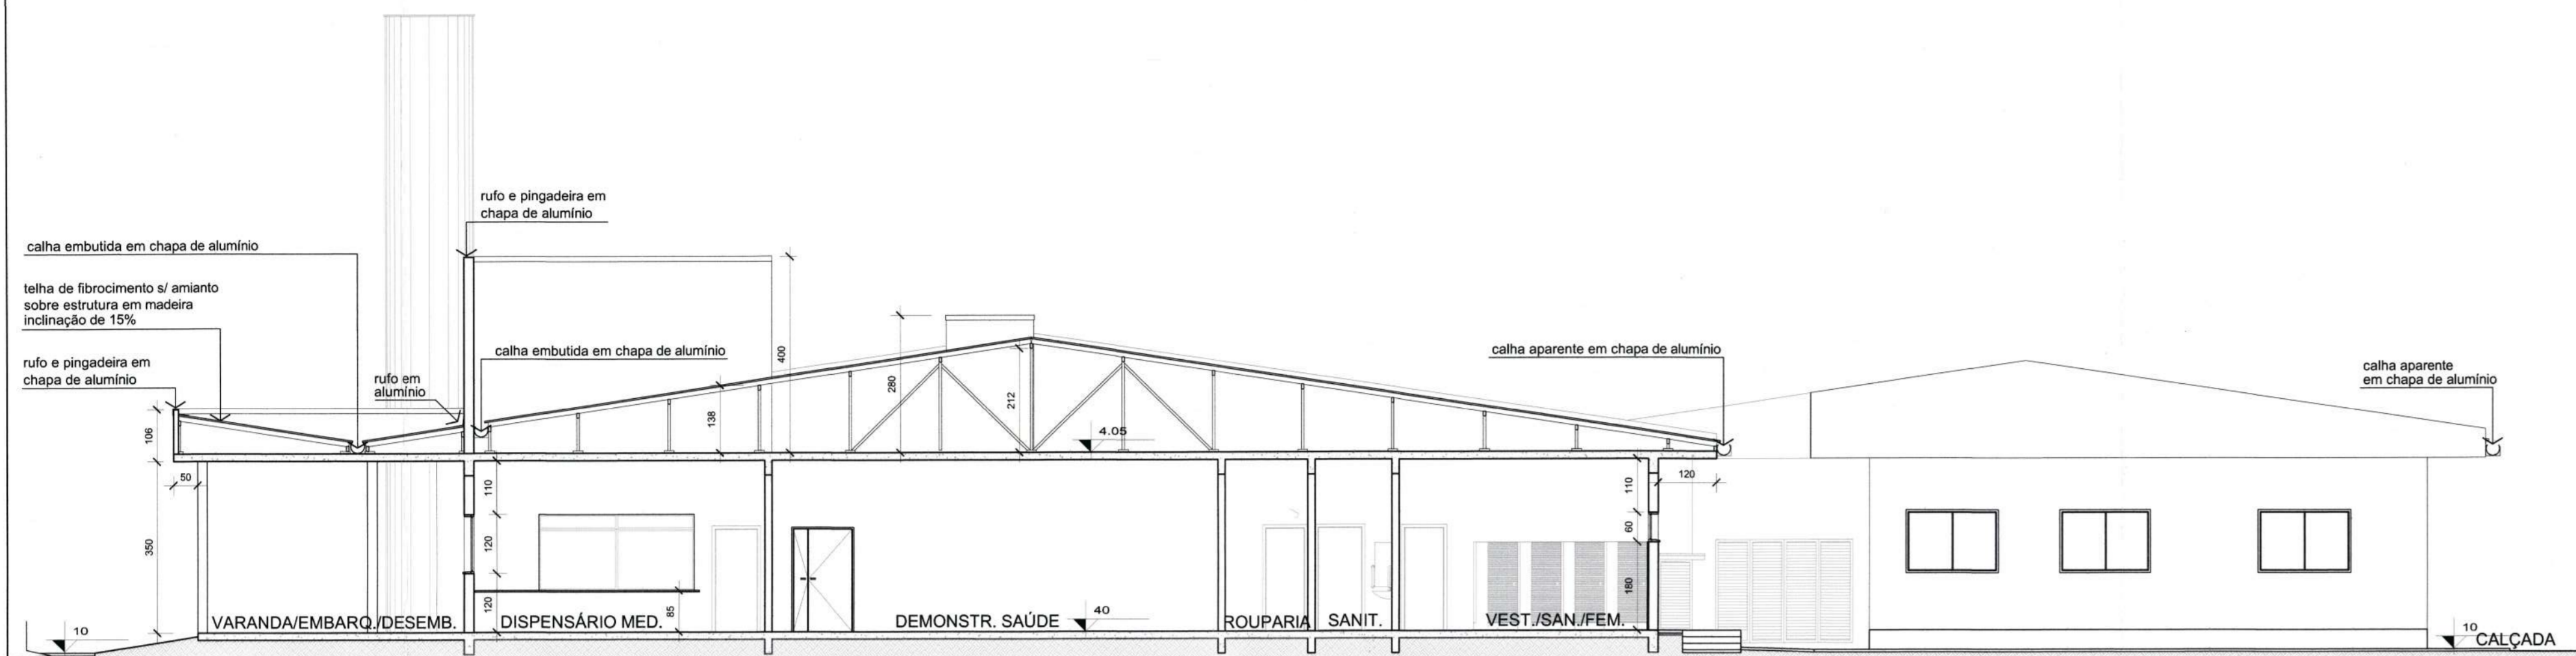 rufo e pingadeira em
chapa de alumínio
calha embutida em chapa de alumínio
telha de fibrocimento s/ amianto
sobre estrutura em madeira
inclinação de 15%
rufo e pingadeira em
chapa de alumínio
rufo em
alumínio
calha embutida em chapa de alumínio
calha aparente em chapa de alumínio
calha aparente
em chapa de alumínio
400
280
212
138
106
4.05
50
110
110
120
350
120
60
120
85
180
VARANDA/EMBARQ./DESEMB.
DISPENSÁRIO MED.
DEMONSTR. SAÚDE
40
ROUPARIA
SANIT.
VEST./SAN./FEM.
10
10
CALÇADA